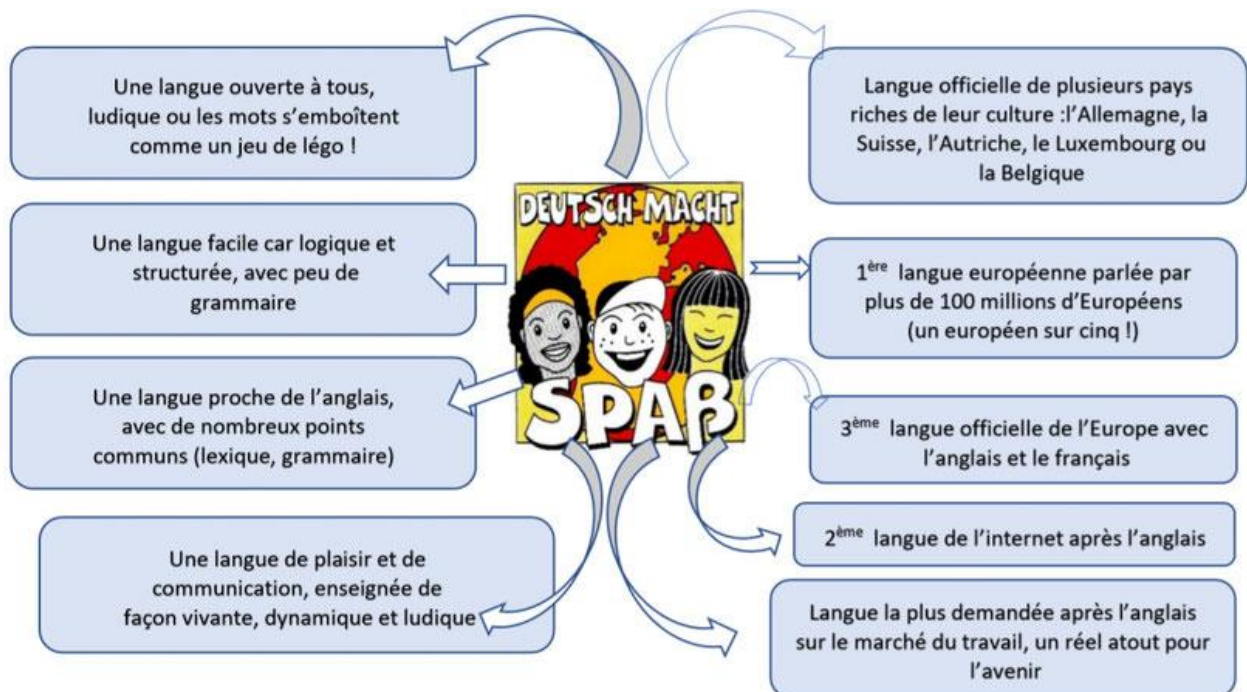 Une langue ouverte à tous,
ludique ou les mots s’emboîtent
comme un jeu de légo !
Une langue facile car logique et
structurée, avec peu de
grammaire
Une langue proche de l’anglais,
avec de nombreux points
communs (lexique, grammaire)
Une langue de plaisir et de
communication, enseignée de
façon vivante, dynamique et ludique
DEUTSCH MACHT
SPAß
Langue officielle de plusieurs pays
riches de leur culture :l’Allemagne, la
Suisse, l’Autriche, le Luxembourg ou
la Belgique
1ère langue européenne parlée par
plus de 100 millions d’Européens
(un européen sur cinq !)
3ème langue officielle de l’Europe avec
l’anglais et le français
2ème langue de l’internet après l’anglais
Langue la plus demandée après l’anglais
sur le marché du travail, un réel atout pour
l’avenir